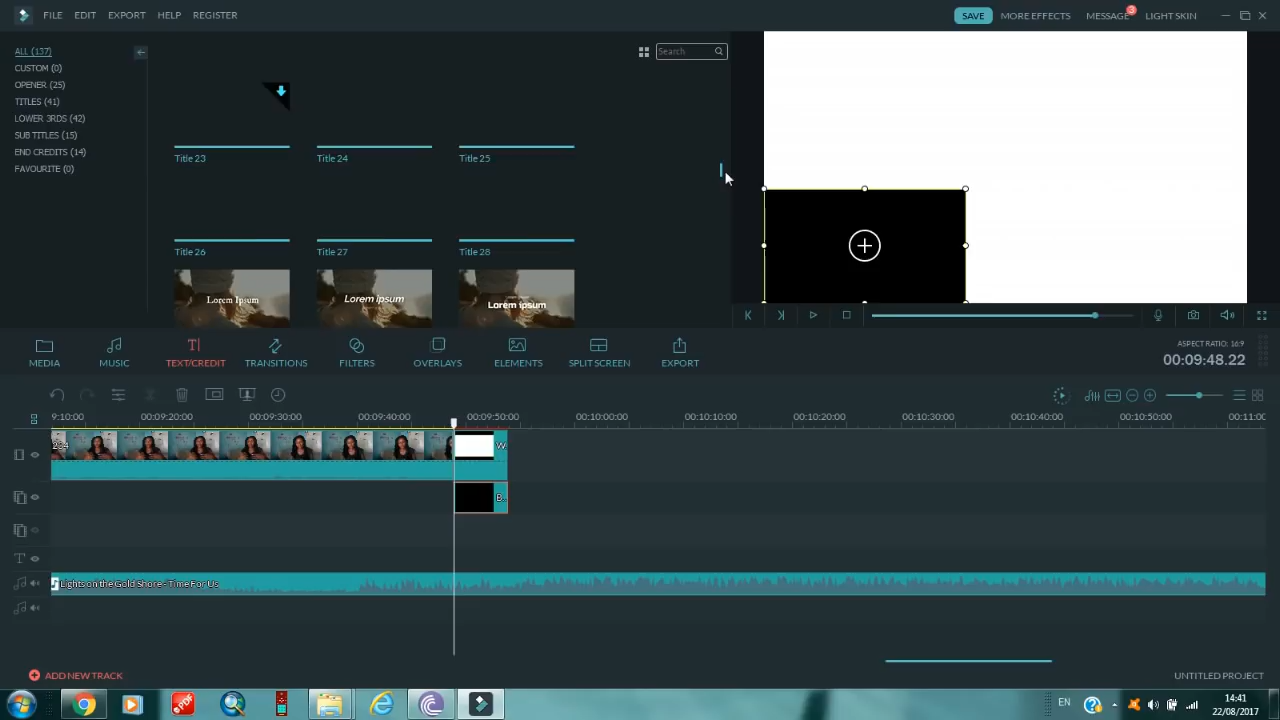 FILE EDIT EXPORT HELP REGISTER SAVE MORE EFFECTS MESSAGE 3 LIGHT SKIN
ALL (137)
CUSTOM (0)
OPENER (25)
TITLES (41)
LOWER 3RDS (42)
SUB TITLES (15)
END CREDITS (14)
FAVOURITE (0)
Search
Title 23 Title 24 Title 25
Title 26 Title 27 Title 28
Lorem Ipsum Lorem ipsum Lorem ipsum
MEDIA MUSIC TEXT/CREDIT TRANSITIONS FILTERS OVERLAYS ELEMENTS SPLIT SCREEN EXPORT
ASPECT RATIO: 16:9
00:09:48.22
9:10:00 00:09:20:00 00:09:30:00 00:09:40:00 00:09:50:00 00:10:00:00 00:10:10:00 00:10:20:00 00:10:30:00 00:10:40:00 00:10:50:00 00:11:0
W
B
T
Lights on the Gold Shore - Time For Us
ADD NEW TRACK
UNTITLED PROJECT
PDF
EN
14:41
22/08/2017